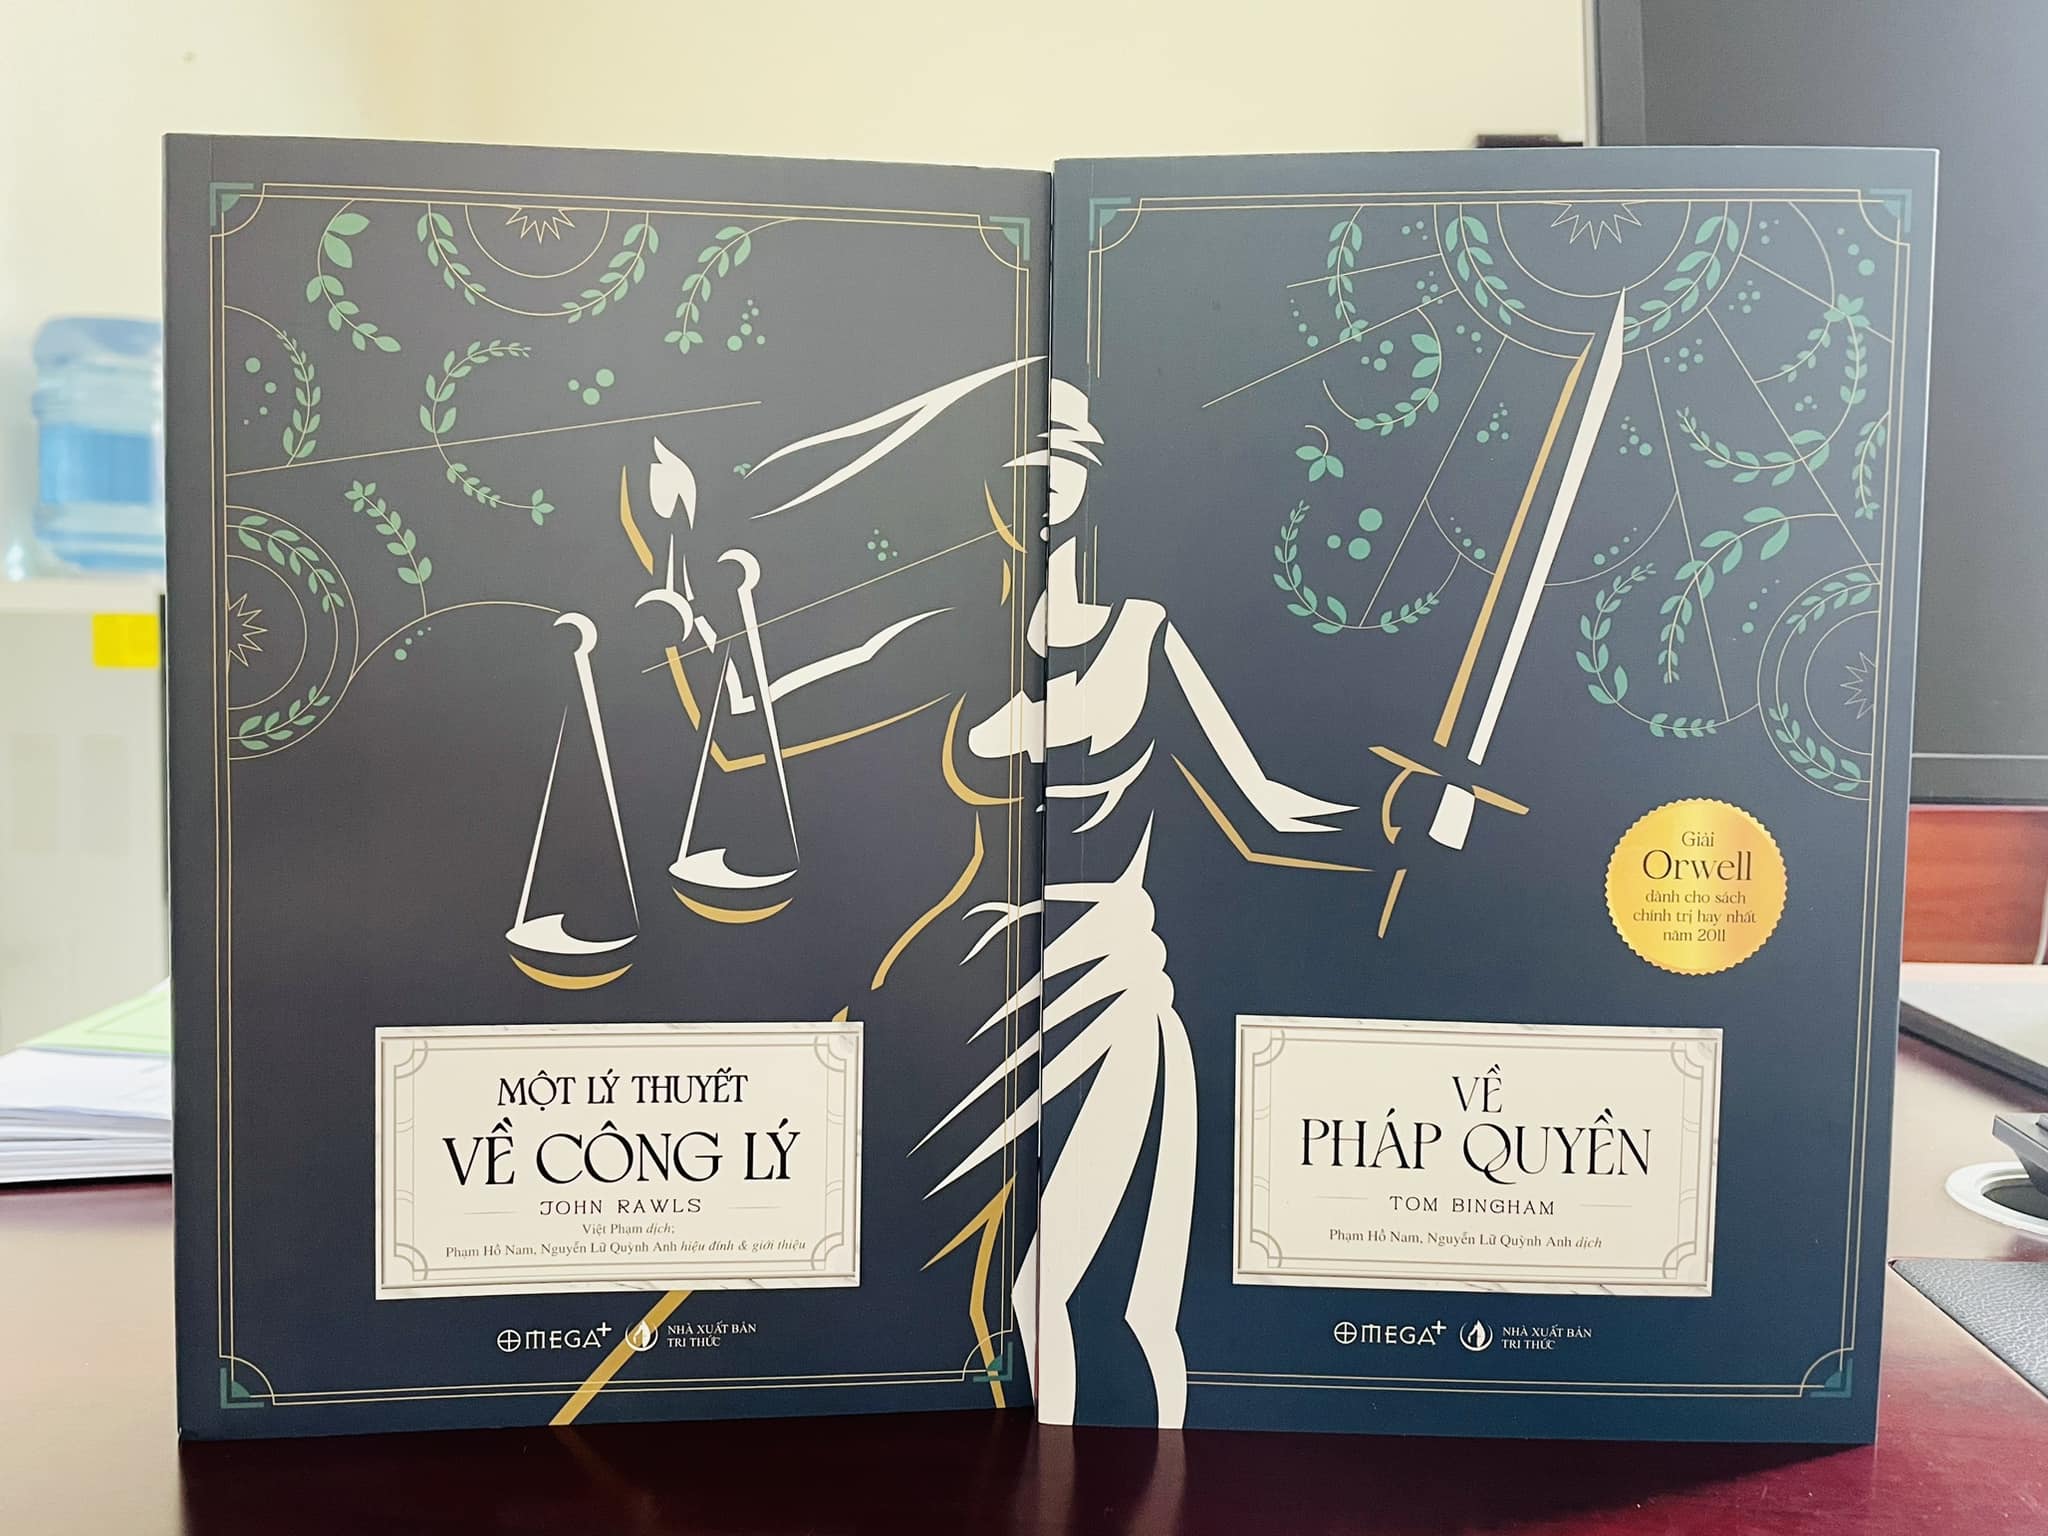 MỘT LÝ THUYẾT
VỀ CÔNG LÝ
JOHN RAWLS
Việt Phạm dịch;
Phạm Hồ Nam, Nguyễn Lữ Quỳnh Anh hiệu đính & giới thiệu
OMEGA+
NHÀ XUẤT BẢN
TRI THỨC
Giải
Orwell
dành cho sách
chính trị hay nhất
năm 2011
VỀ
PHÁP QUYỀN
TOM BINGHAM
Phạm Hồ Nam, Nguyễn Lữ Quỳnh Anh dịch
OMEGA+
NHÀ XUẤT BẢN
TRI THỨC